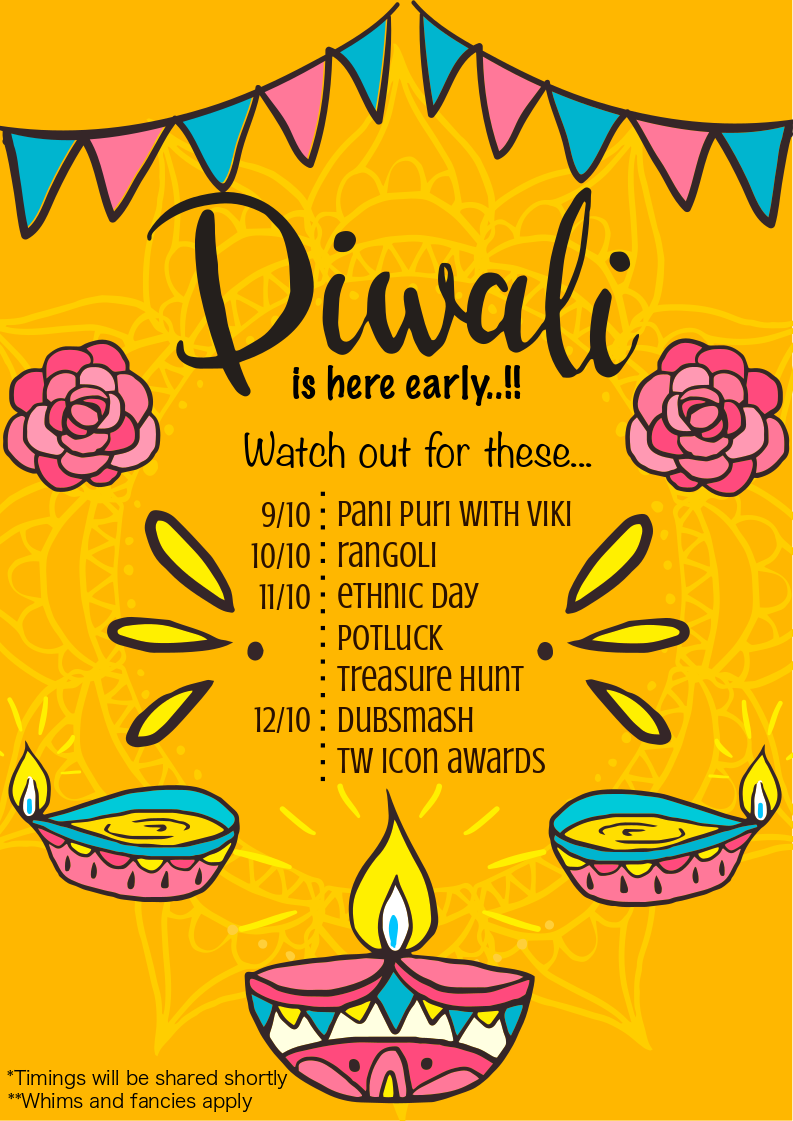 Diwali
is here early..!!
Watch out for these...
9/10 : Pani Puri with Viki
10/10 : Rangoli
11/10 : Ethnic Day
: Potluck
: Treasure Hunt
12/10 : Dubsmash
: TW Icon Awards
*Timings will be shared shortly
**Whims and fancies apply